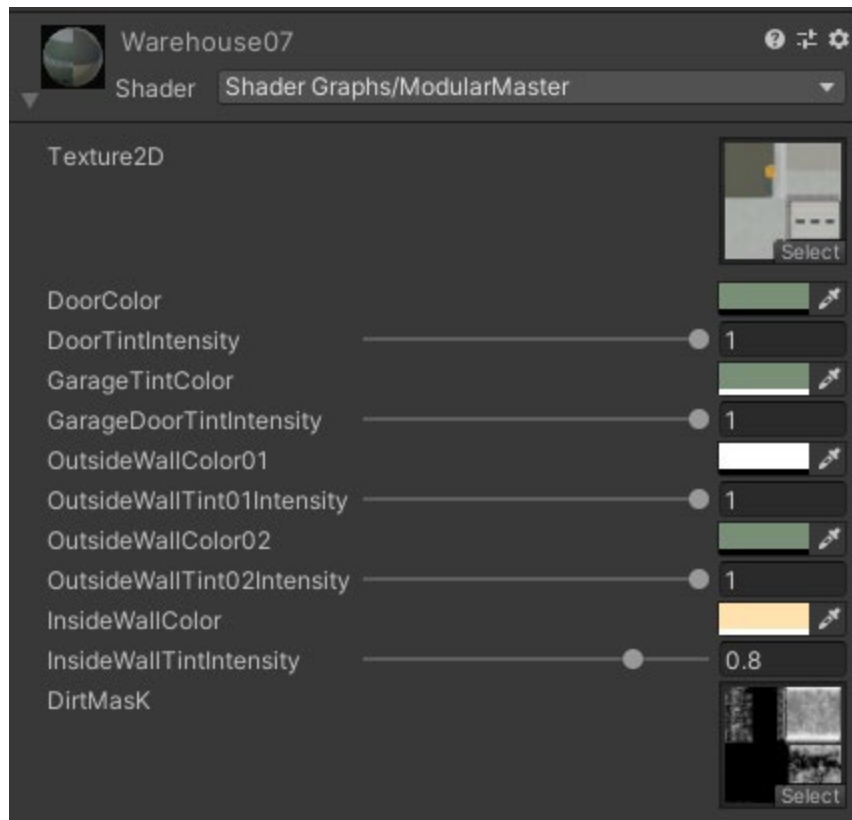 Warehouse07
Shader Shader Graphs/ModularMaster
Texture2D
Select
DoorColor
DoorTintIntensity 1
GarageTintColor
GarageDoorTintIntensity 1
OutsideWallColor01
OutsideWallTint01Intensity 1
OutsideWallColor02
OutsideWallTint02Intensity 1
InsideWallColor
InsideWallTintIntensity 0.8
DirtMasK
Select